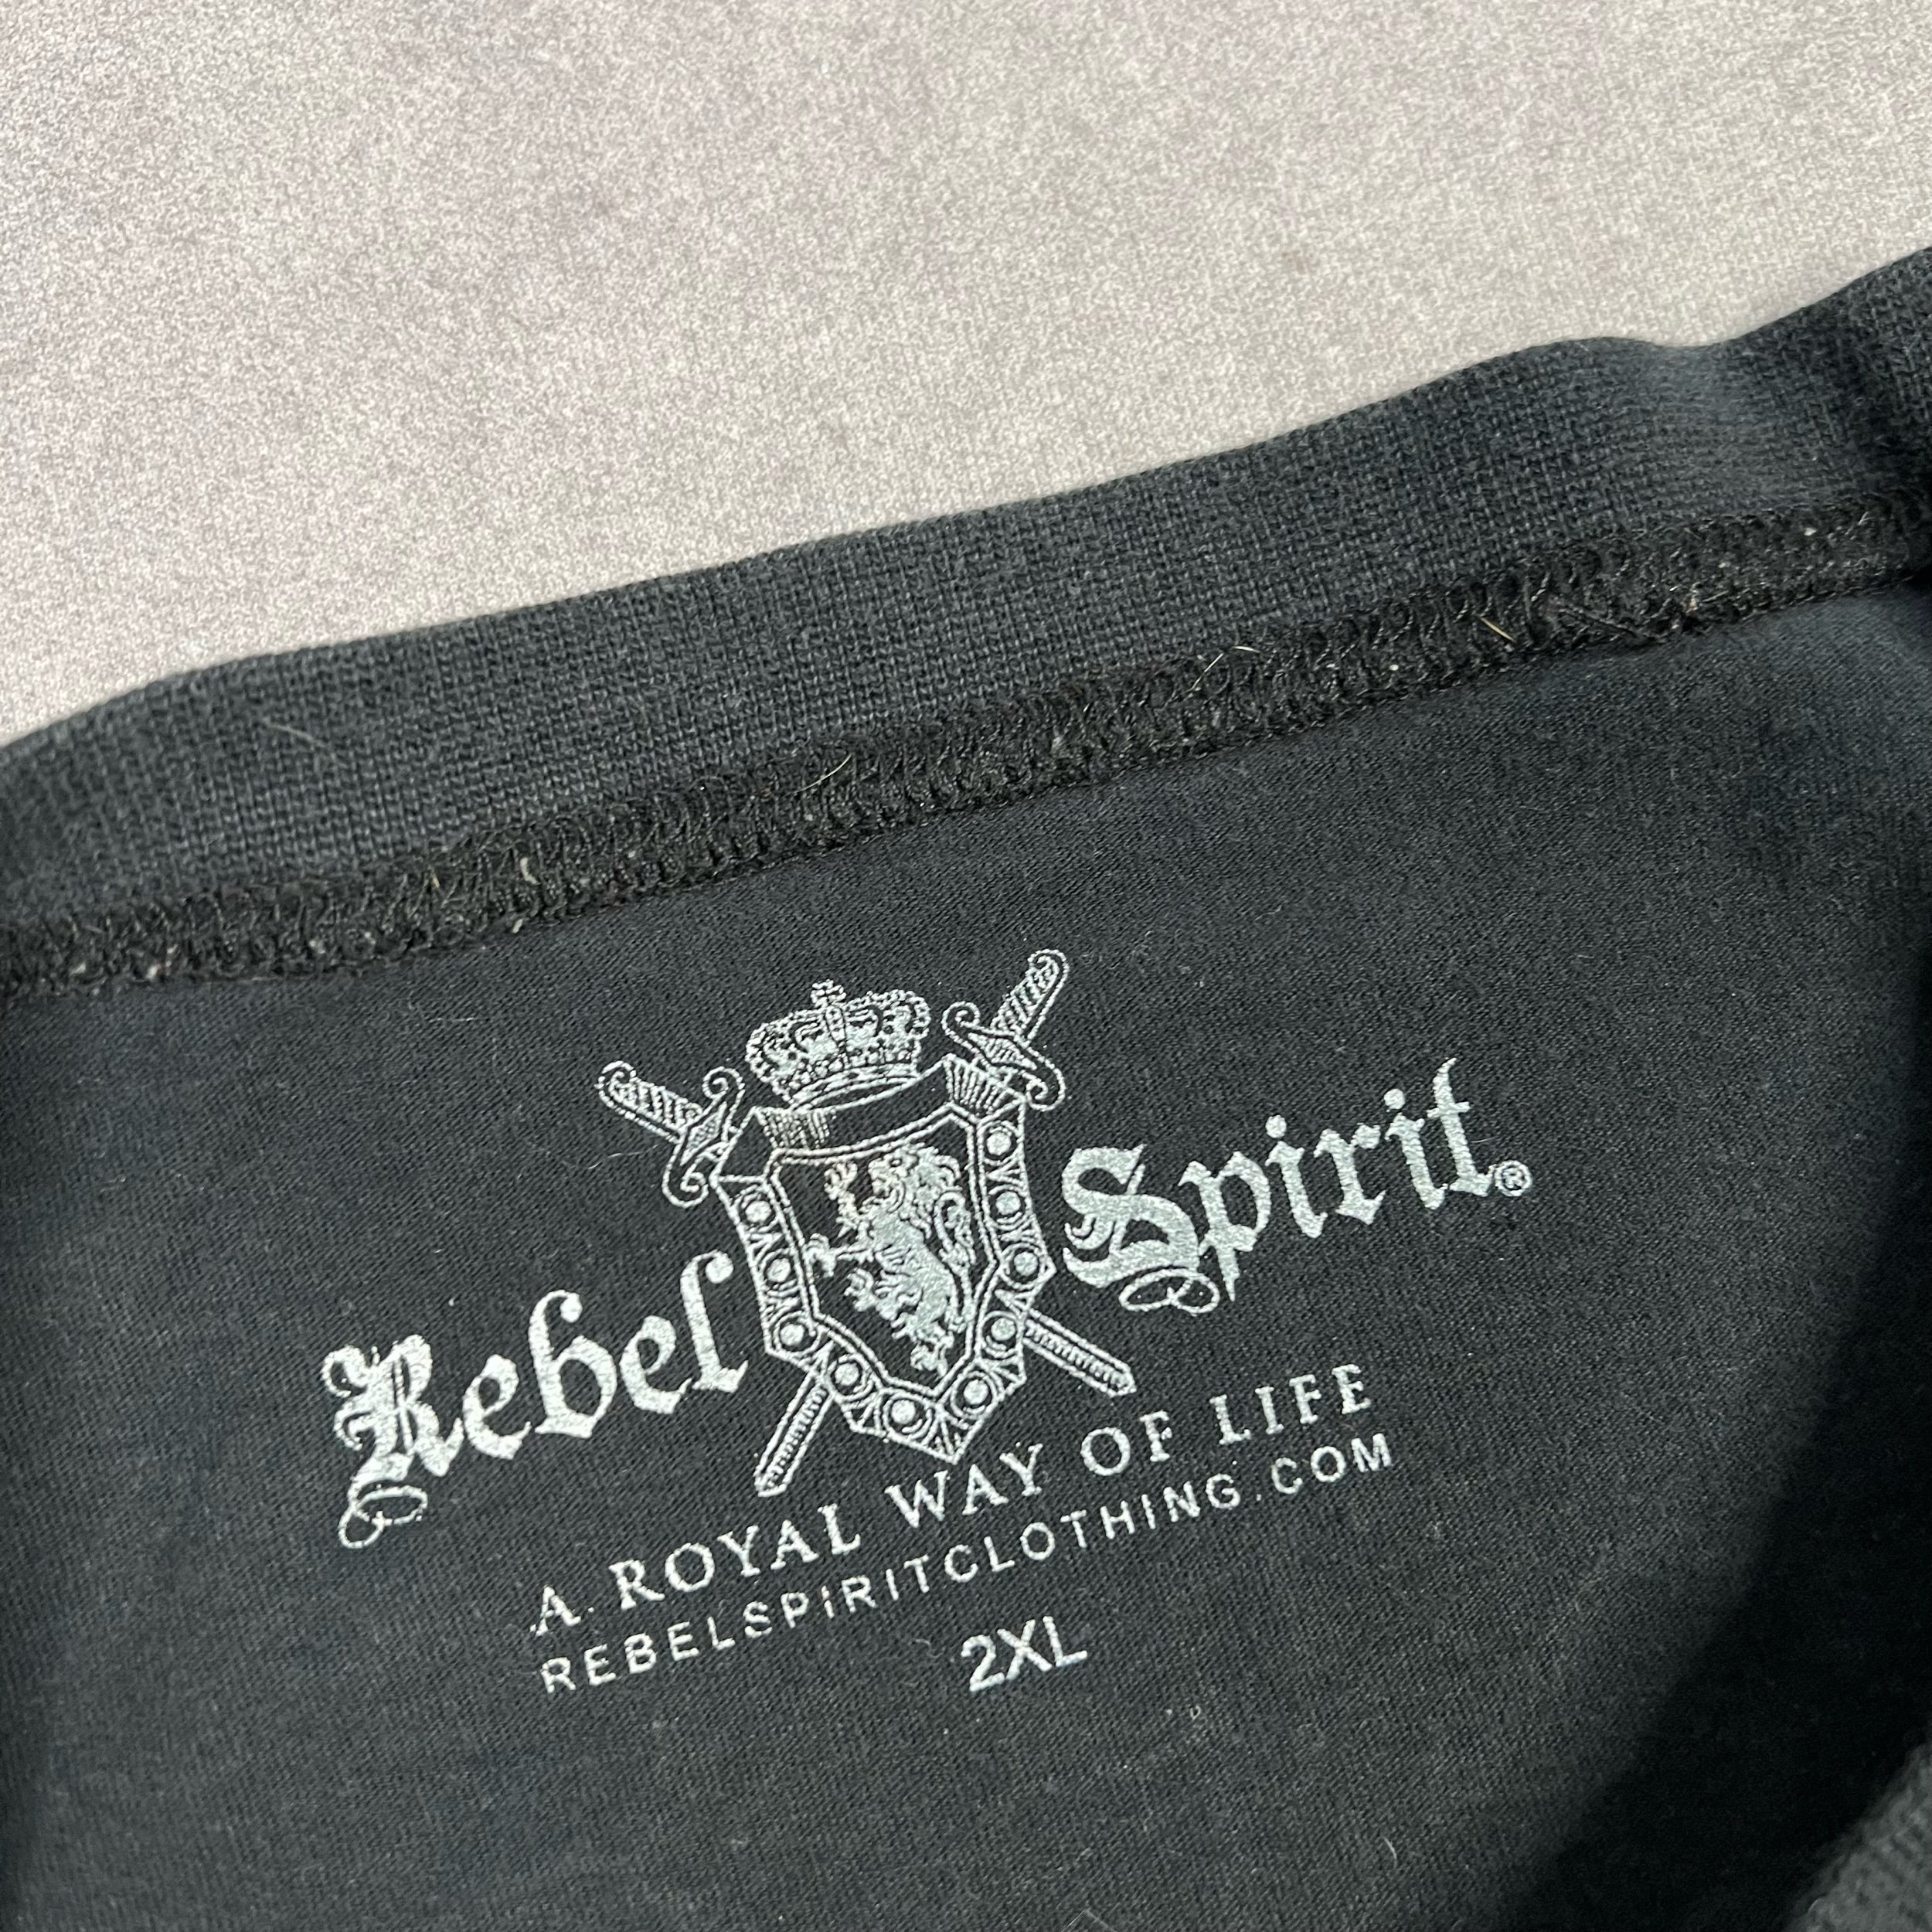 Rebel Spirit®
A ROYAL WAY OF LIFE
REBELSPIRITCLOTHING.COM
2XL